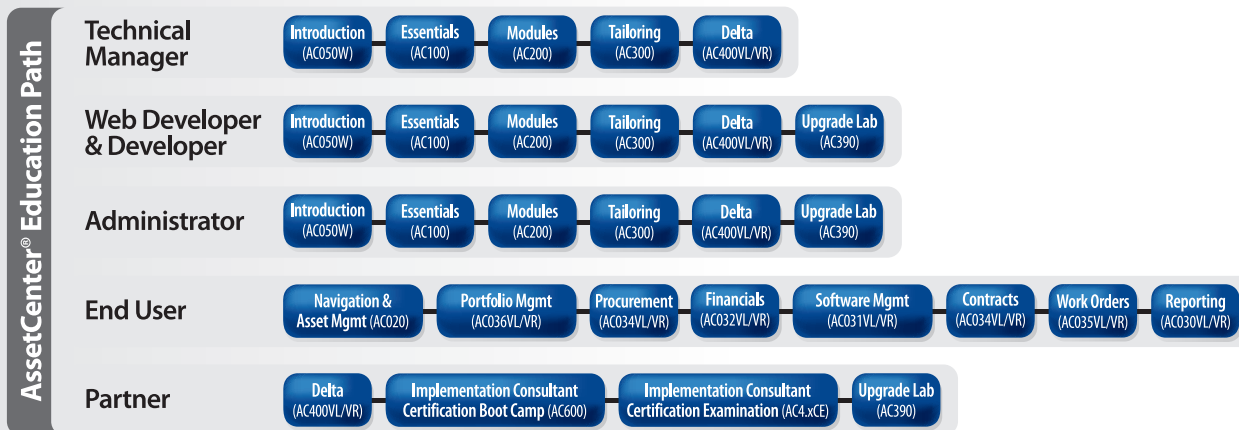 AssetCenter® Education Path
Technical
Manager
Introduction
(AC050W)
Essentials
(AC100)
Modules
(AC200)
Tailoring
(AC300)
Delta
(AC400VL/VR)
Web Developer
& Developer
Introduction
(AC050W)
Essentials
(AC100)
Modules
(AC200)
Tailoring
(AC300)
Delta
(AC400VL/VR)
Upgrade Lab
(AC390)
Administrator
Introduction
(AC050W)
Essentials
(AC100)
Modules
(AC200)
Tailoring
(AC300)
Delta
(AC400VL/VR)
Upgrade Lab
(AC390)
End User
Navigation &
Asset Mgmt (AC020)
Portfolio Mgmt
(AC036VL/VR)
Procurement
(AC034VL/VR)
Financials
(AC032VL/VR)
Software Mgmt
(AC031VL/VR)
Contracts
(AC034VL/VR)
Work Orders
(AC035VL/VR)
Reporting
(AC030VL/VR)
Partner
Delta
(AC400VL/VR)
Implementation Consultant
Certification Boot Camp (AC600)
Implementation Consultant
Certification Examination (AC4.xCE)
Upgrade Lab
(AC390)